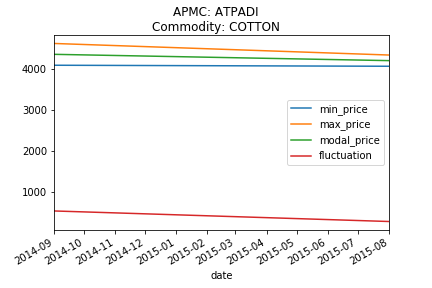 APMC: ATPADI
Commodity: COTTON
4000
3000
2000
1000
min_price
max_price
modal_price
fluctuation
2014-09
2014-10
2014-11
2014-12
2015-01
2015-02
2015-03
2015-04
2015-05
2015-06
2015-07
2015-08
date